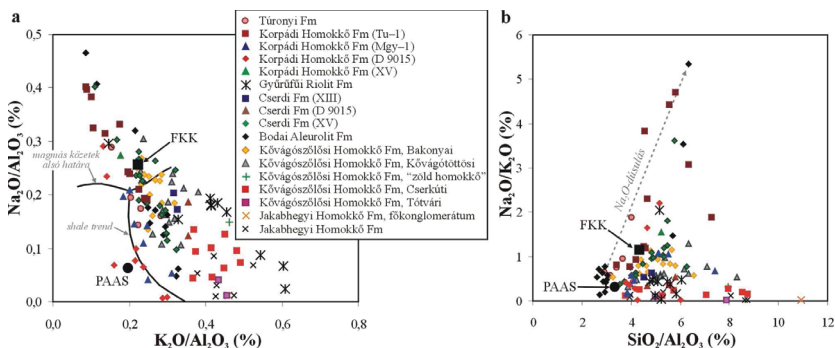 a
Na₂O/Al₂O₃ (%)
0,5
0,4
0,3
0,2
0,1
0,0
0,0
0,2
0,4
0,6
0,8
K₂O/Al₂O₃ (%)
magmás kőzetek
alsó határa
shale trend
FKK
PAAS
Túronyi Fm
Korpádi Homokkő Fm (Tu–1)
Korpádi Homokkő Fm (Mgy–1)
Korpádi Homokkő Fm (D 9015)
Korpádi Homokkő Fm (XV)
Gyűrűfűi Riolit Fm
Cserdi Fm (XIII)
Cserdi Fm (D 9015)
Cserdi Fm (XV)
Bodai Aleurolit Fm
Kővágószőlősi Homokkő Fm, Bakonyai
Kővágószőlősi Homokkő Fm, Kővágótöttösi
Kővágószőlősi Homokkő Fm, "zöld homokkő"
Kővágószőlősi Homokkő Fm, Cserkúti
Kővágószőlősi Homokkő Fm, Tótvári
Jakabhegyi Homokkő Fm, főkonglomerátum
Jakabhegyi Homokkő Fm
b
Na₂O/K₂O (%)
6
5
4
3
2
1
0
2
4
6
8
10
12
SiO₂/Al₂O₃ (%)
Na₂O-dúsulás
FKK
PAAS